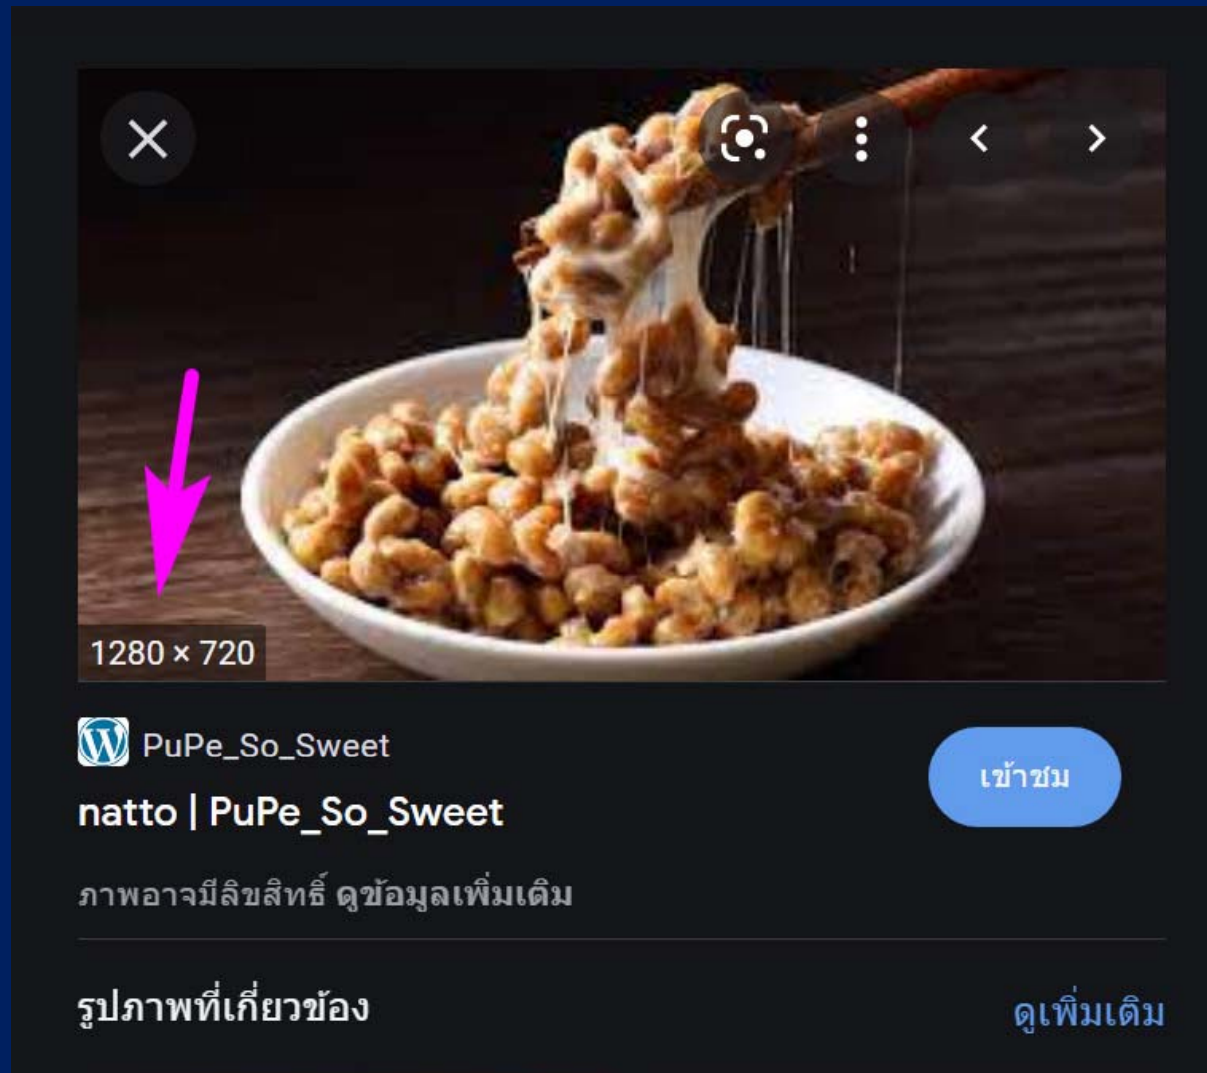 1280 × 720
PuPe_So_Sweet
natto | PuPe_So_Sweet
เข้าชม
ภาพอาจมีลิขสิทธิ์ ดูข้อมูลเพิ่มเติม
รูปภาพที่เกี่ยวข้อง
ดูเพิ่มเติม